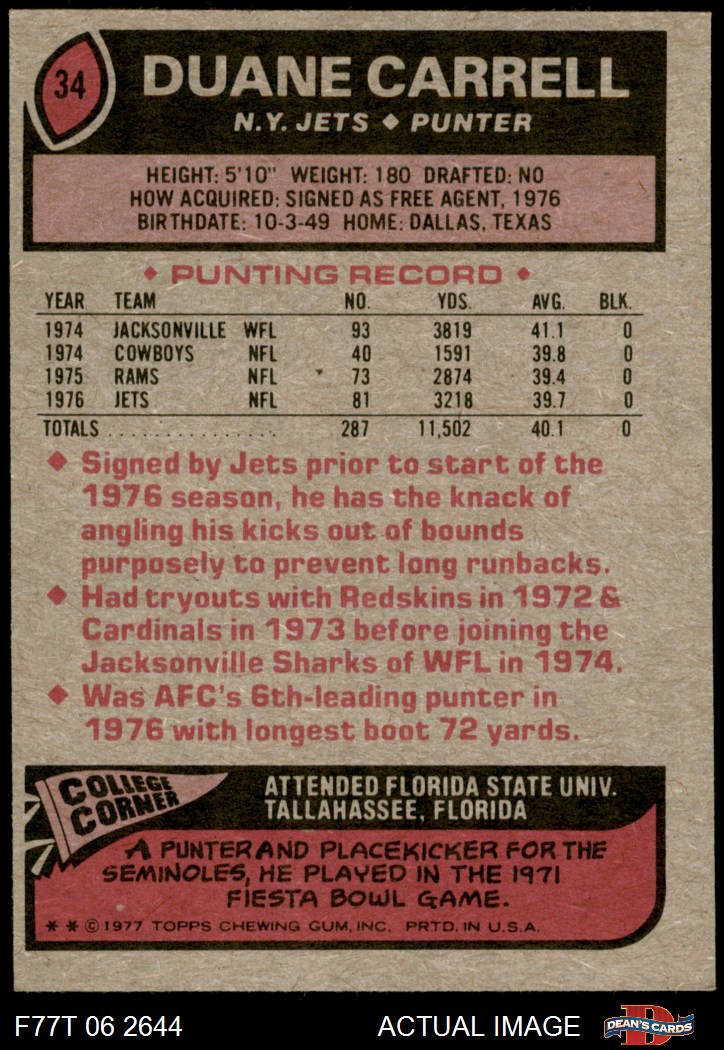 34
DUANE CARRELL
N.Y. JETS ◆ PUNTER
HEIGHT: 5'10" WEIGHT: 180 DRAFTED: NO
HOW ACQUIRED: SIGNED AS FREE AGENT, 1976
BIRTHDATE: 10-3-49 HOME: DALLAS, TEXAS
◆ PUNTING RECORD ◆
YEAR TEAM NO. YDS. AVG. BLK.
1974 JACKSONVILLE WFL 93 3819 41.1 0
1974 COWBOYS NFL 40 1591 39.8 0
1975 RAMS NFL 73 2874 39.4 0
1976 JETS NFL 81 3218 39.7 0
TOTALS . . . . . . . . . . . . . . . 287 11,502 40.1 0
◆ Signed by Jets prior to start of the
1976 season, he has the knack of
angling his kicks out of bounds
purposely to prevent long runbacks.
◆ Had tryouts with Redskins in 1972 &
Cardinals in 1973 before joining the
Jacksonville Sharks of WFL in 1974.
◆ Was AFC's 6th-leading punter in
1976 with longest boot 72 yards.
COLLEGE
CORNER
ATTENDED FLORIDA STATE UNIV.
TALLAHASSEE, FLORIDA
A PUNTER AND PLACEKICKER FOR THE
SEMINOLES, HE PLAYED IN THE 1971
FIESTA BOWL GAME.
* * © 1977 TOPPS CHEWING GUM, INC. PRTD. IN U.S.A.
F77T 06 2644 ACTUAL IMAGE
D
DEAN'S CARDS